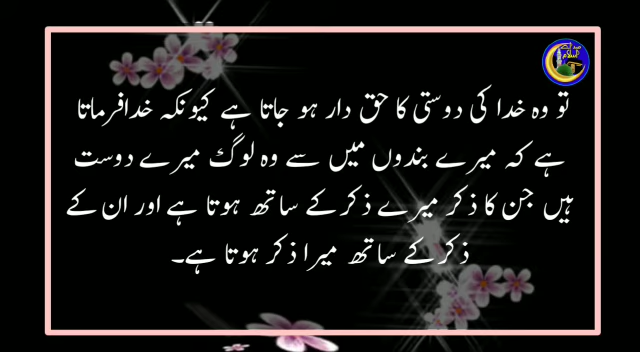 تو وہ خدا کی دوستی کا حق دار ہو جاتا ہے کیونکہ خدافرماتا
ہے کہ میرے بندوں میں سے وہ لوگ میرے دوست
ہیں جن کا ذکر میرے ذکر کے ساتھ ہوتا ہے اور ان کے
ذکر کے ساتھ میرا ذکر ہوتا ہے۔